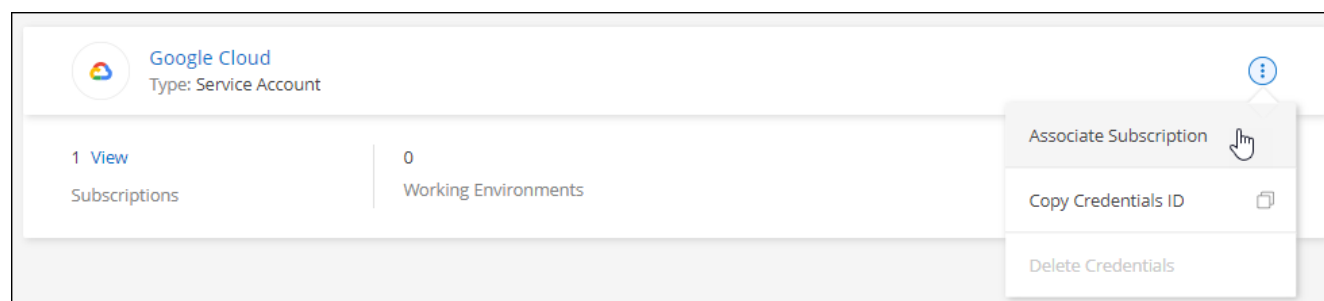 Google Cloud
Type: Service Account
1 View
Subscriptions
0
Working Environments
Associate Subscription
Copy Credentials ID
Delete Credentials